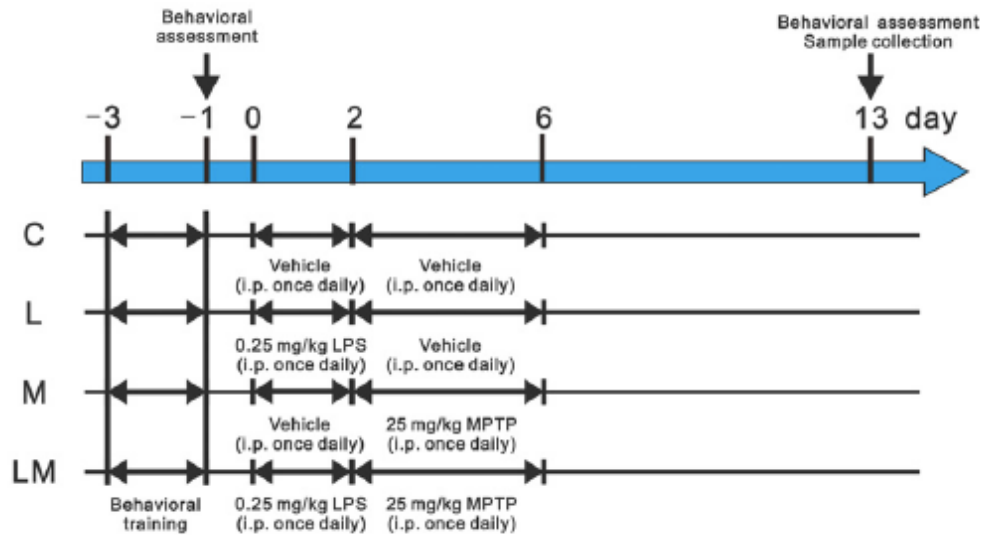 Behavioral
assessment
Behavioral assessment
Sample collection
−3 −1 0 2 6 13 day
C
Vehicle
(i.p. once daily)
Vehicle
(i.p. once daily)
L
0.25 mg/kg LPS
(i.p. once daily)
Vehicle
(i.p. once daily)
M
Vehicle
(i.p. once daily)
25 mg/kg MPTP
(i.p. once daily)
LM
Behavioral
training
0.25 mg/kg LPS
(i.p. once daily)
25 mg/kg MPTP
(i.p. once daily)